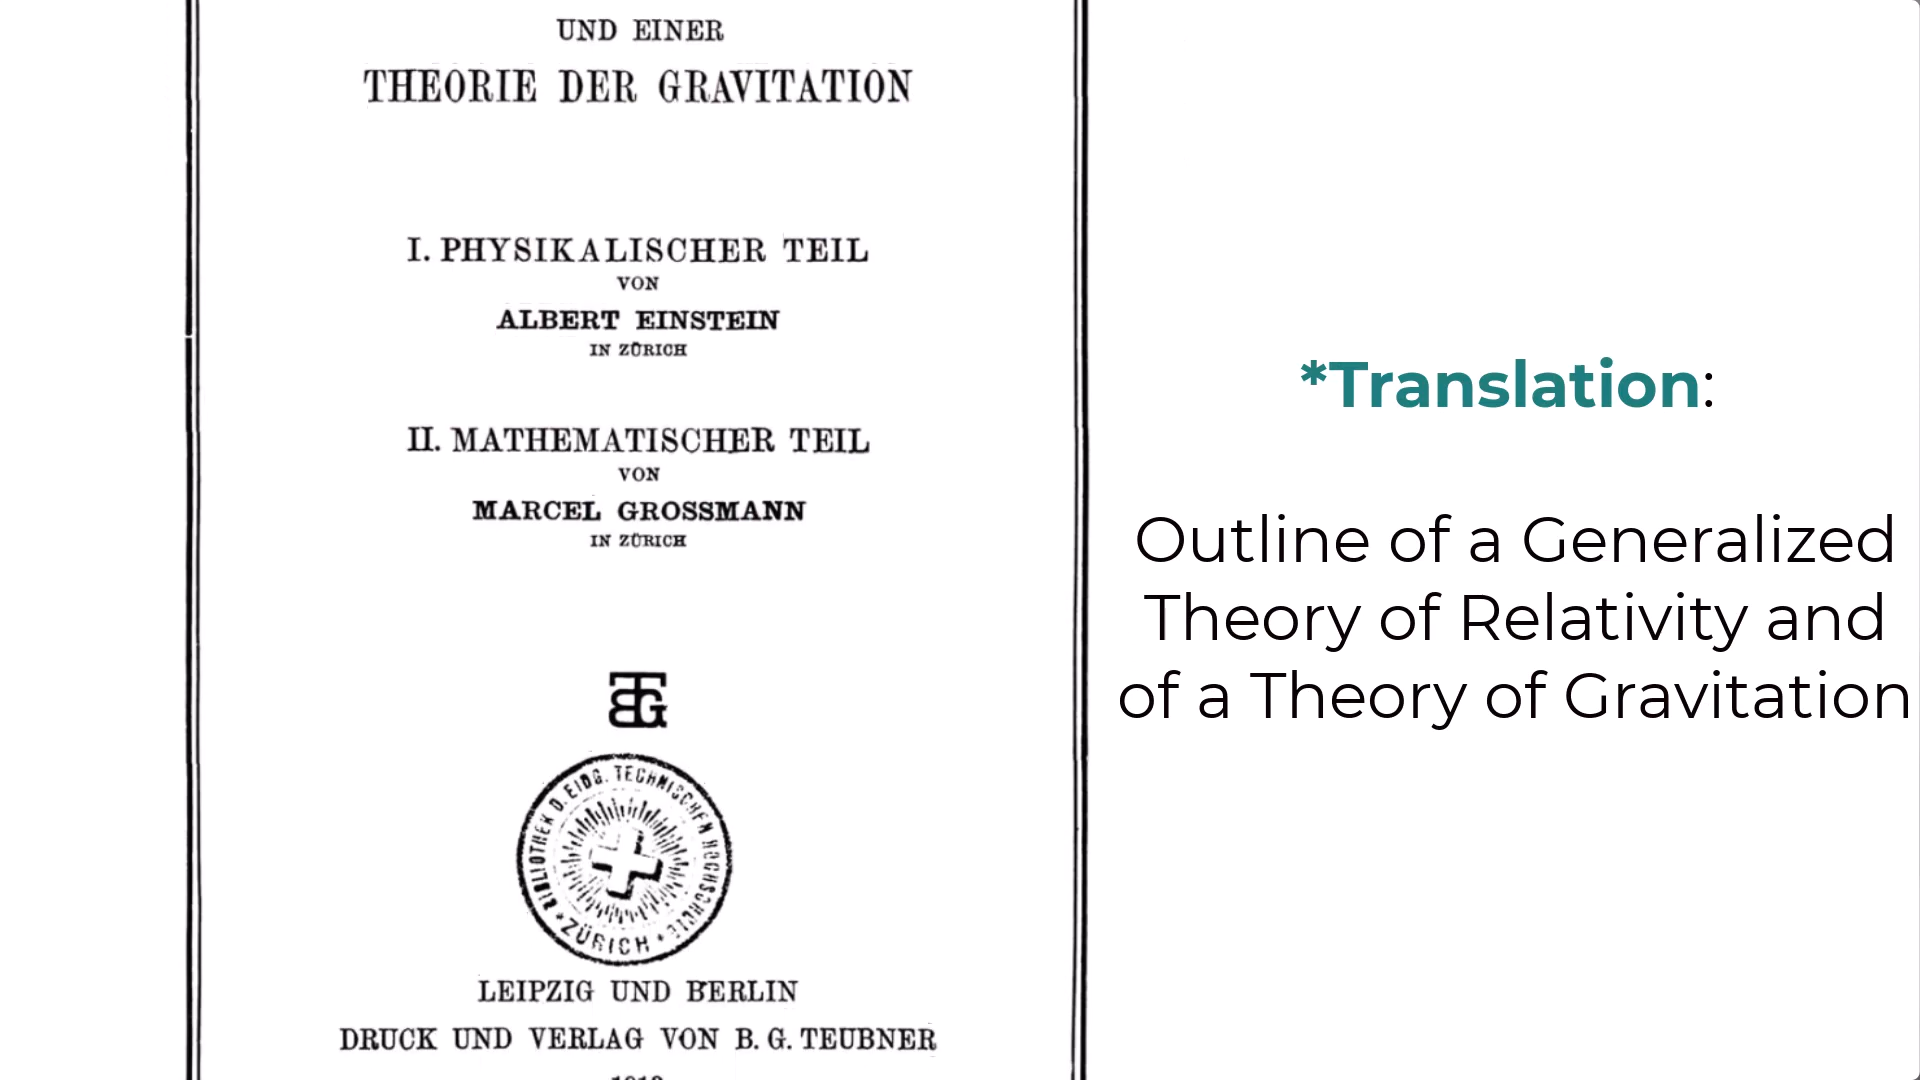 UND EINER
THEORIE DER GRAVITATION
I. PHYSIKALISCHER TEIL
VON
ALBERT EINSTEIN
IN ZÜRICH
II. MATHEMATISCHER TEIL
VON
MARCEL GROSSMANN
IN ZÜRICH
BTG
BIBLIOTHEK D. EIDG. TECHNISCHEN HOCHSCHULE
* ZÜRICH *
LEIPZIG UND BERLIN
DRUCK UND VERLAG VON B. G. TEUBNER
*Translation:
Outline of a Generalized
Theory of Relativity and
of a Theory of Gravitation